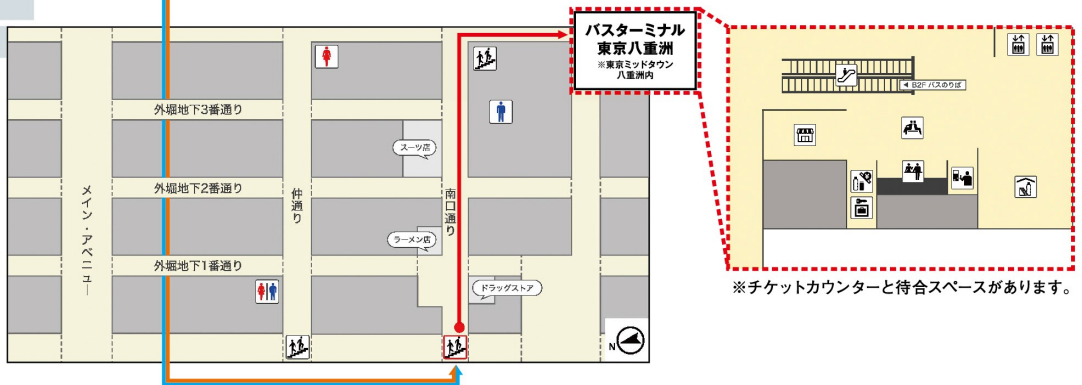 バスターミナル
東京八重洲
※東京ミッドタウン
八重洲内
外堀地下3番通り
スーツ店
外堀地下2番通り
メイン・アベニュー
仲通り
南口通り
ラーメン店
外堀地下1番通り
ドラッグストア
N
◀ B2F バスのりば
※チケットカウンターと待合スペースがあります。